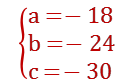 a = − 18
b = − 24
c = − 30